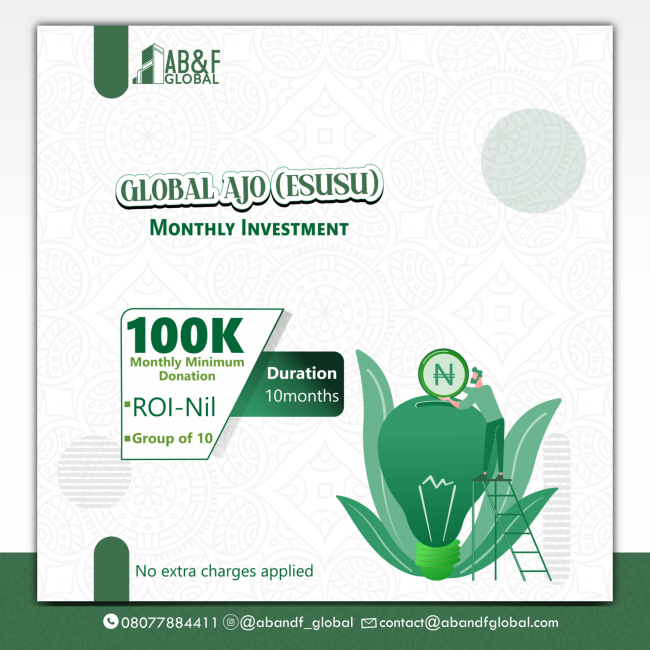 AB&F
GLOBAL
GLOBAL AJO (ESUSU)
MONTHLY INVESTMENT
100K
Monthly Minimum
Donation
ROI-Nil
Group of 10
Duration
10months
₦
No extra charges applied
08077884411 @abandf_global contact@abandfglobal.com